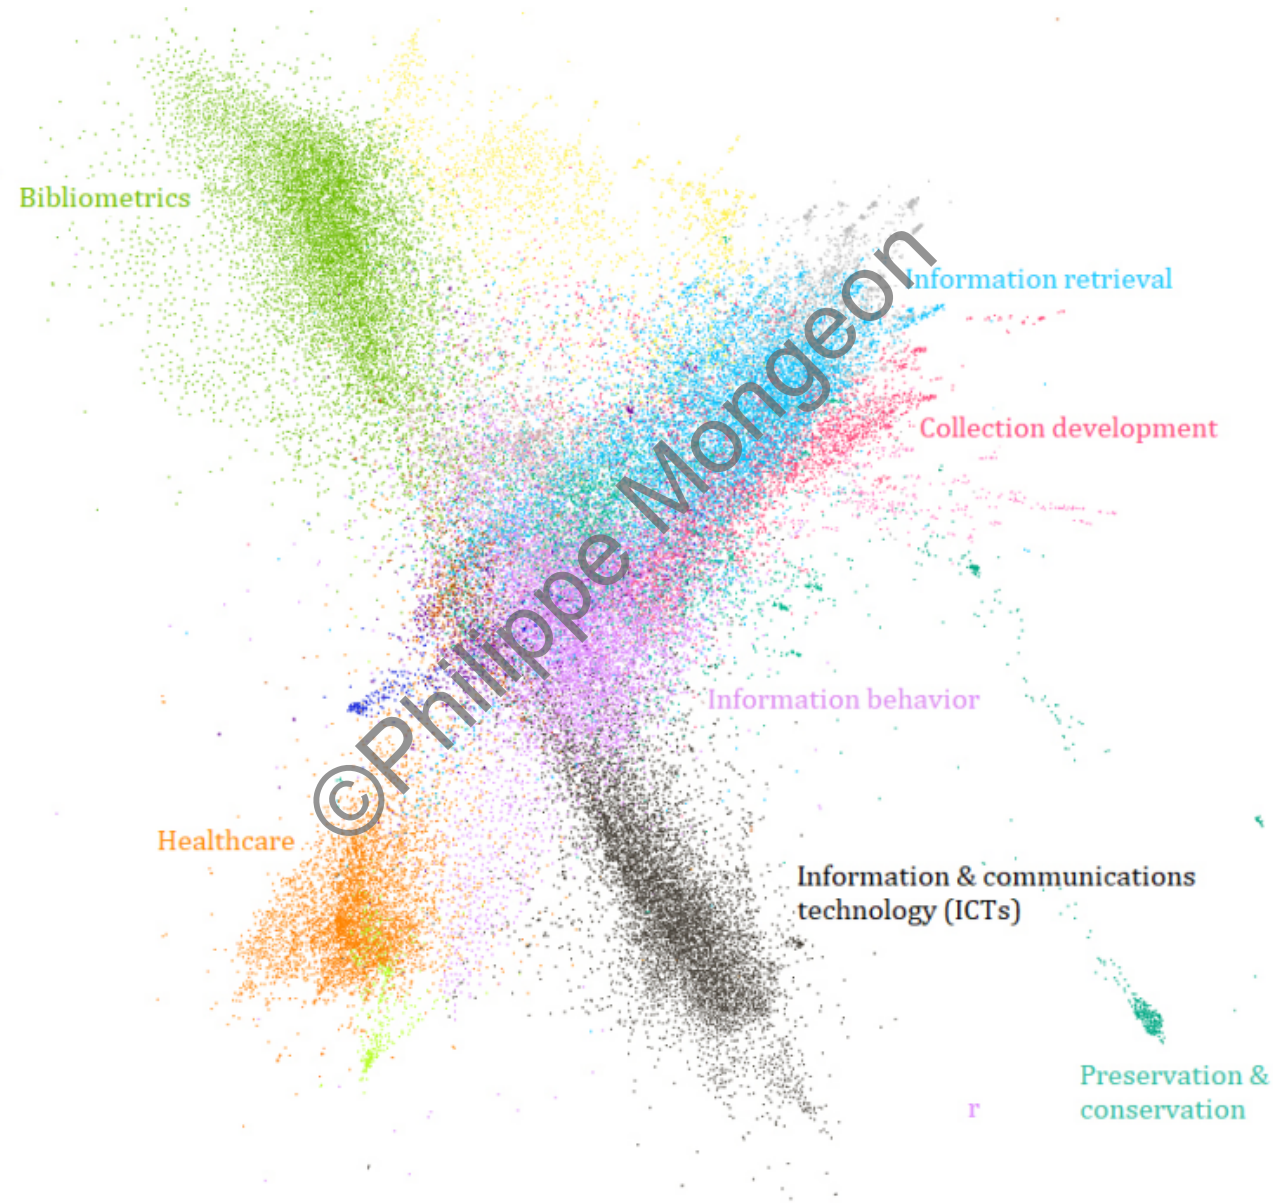 Bibliometrics
Information retrieval
Collection development
Information behavior
Healthcare
Information & communications
technology (ICTs)
Preservation &
conservation
r
©Philippe Mongeon